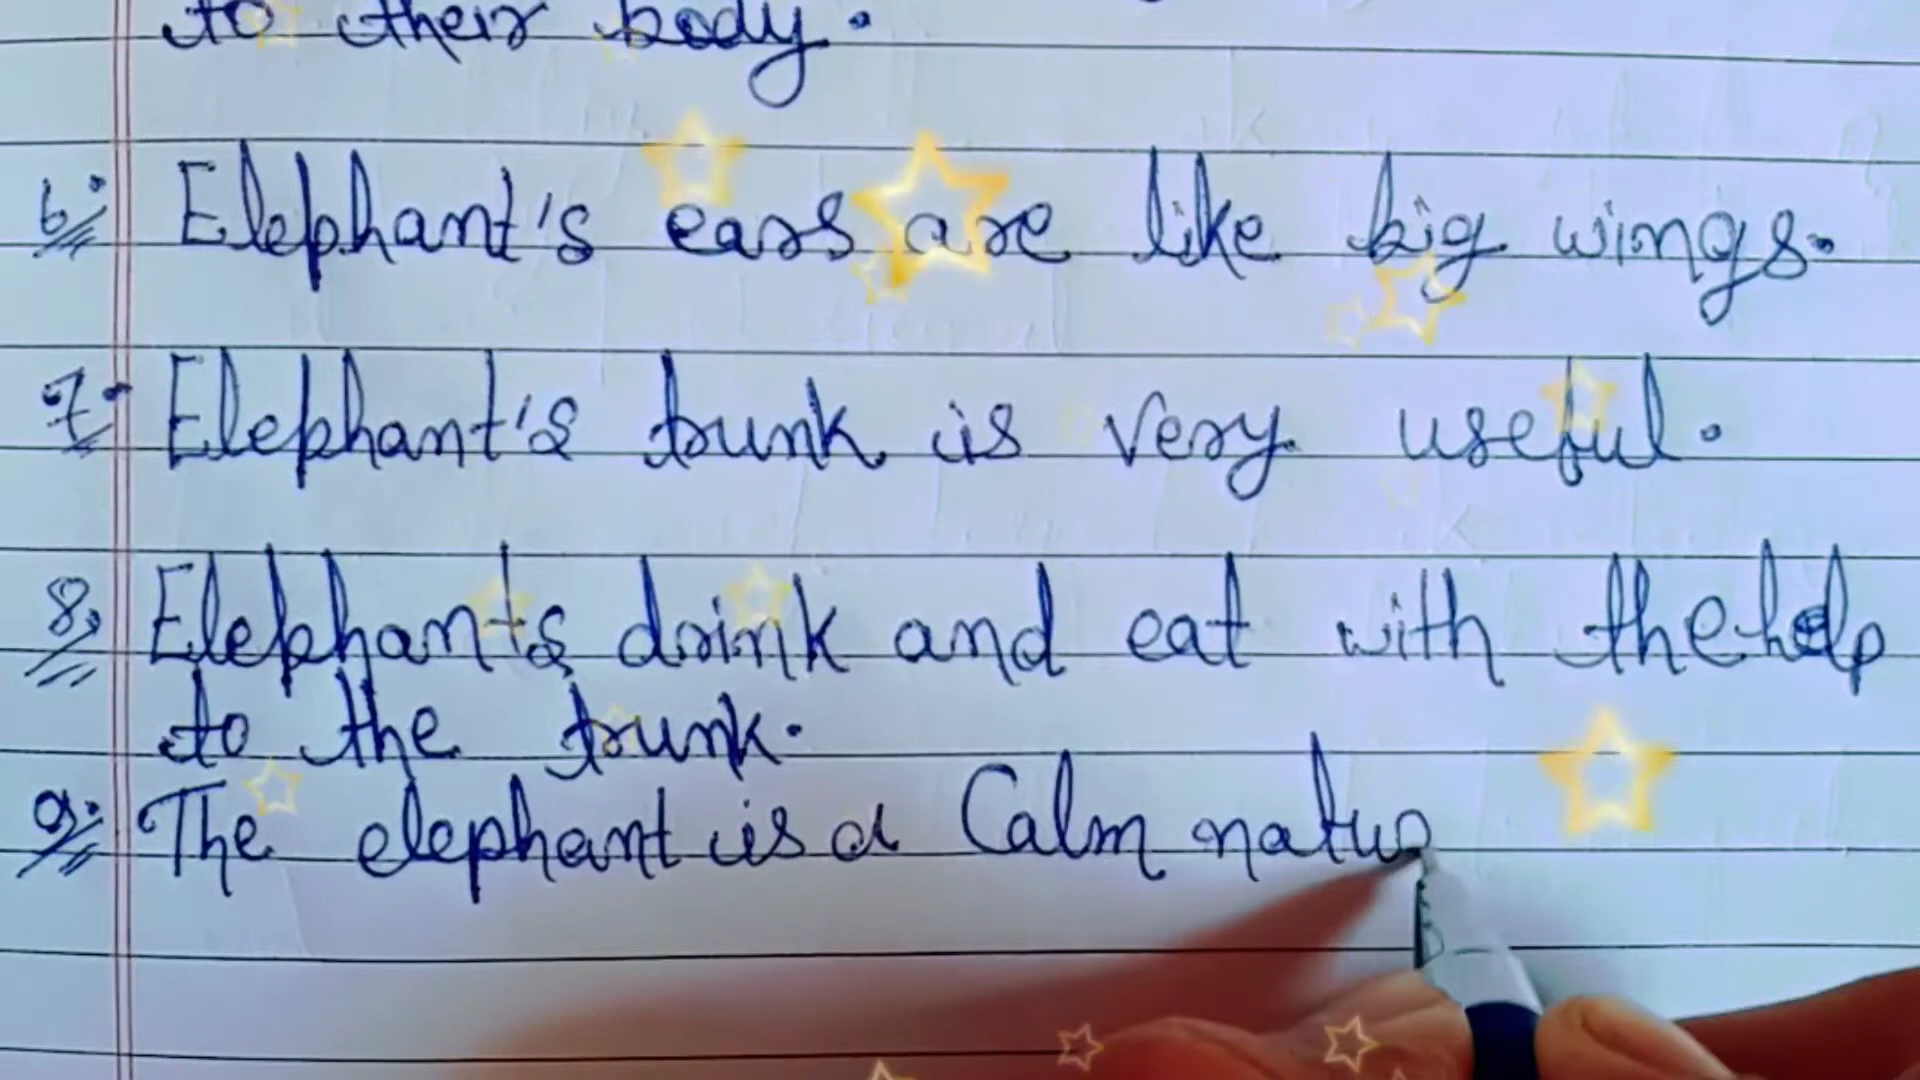 to their body.
6. Elephant's ears are like big wings.
7. Elephant's trunk is very useful.
8. Elephants drink and eat with the help
to the trunk.
9. The elephant is a Calm natur